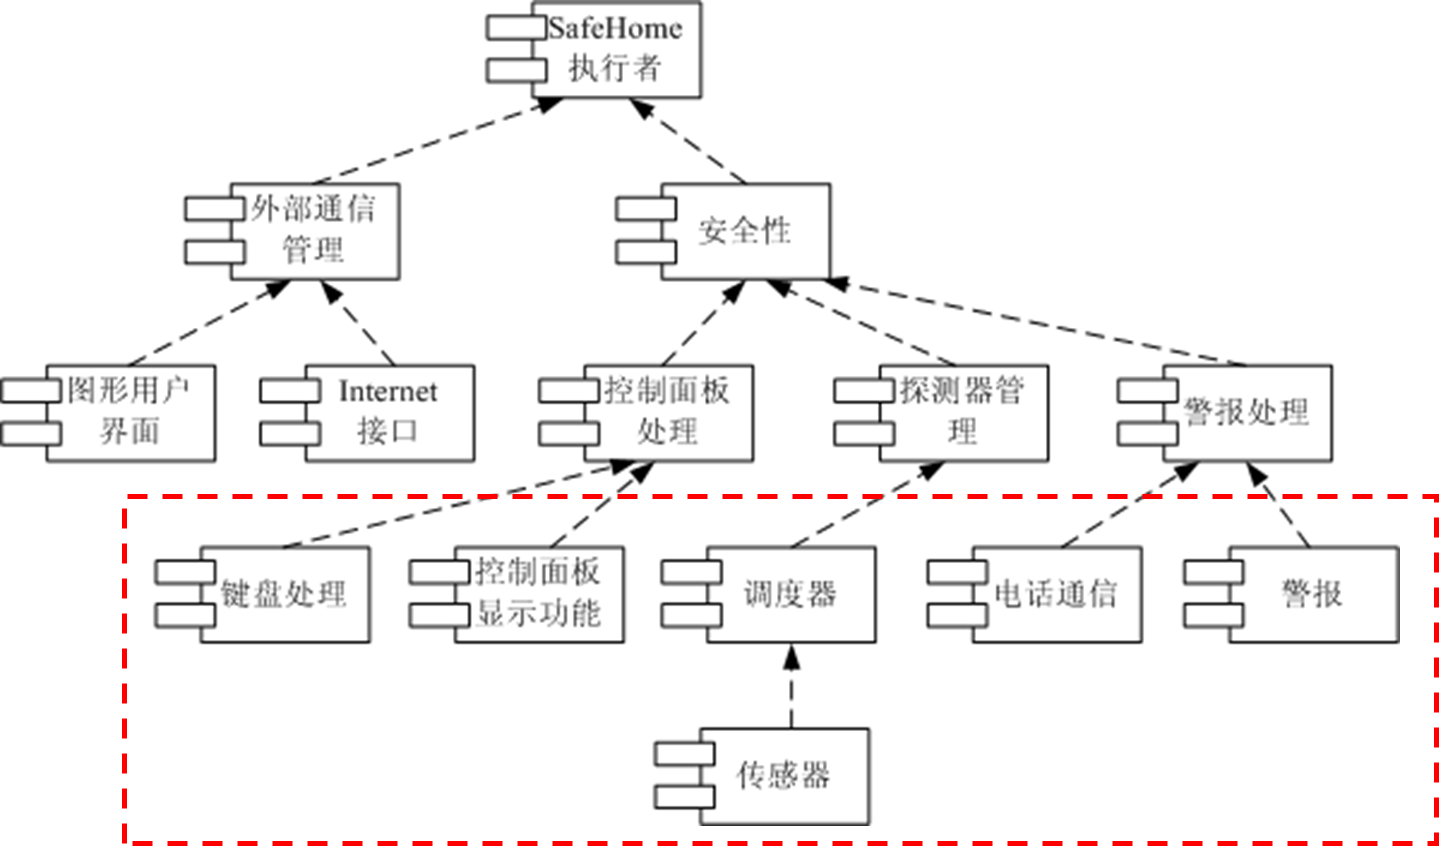 SafeHome
执行者
外部通信
管理
安全性
图形用户
界面
Internet
接口
控制面板
处理
探测器管
理
警报处理
键盘处理
控制面板
显示功能
调度器
电话通信
警报
传感器